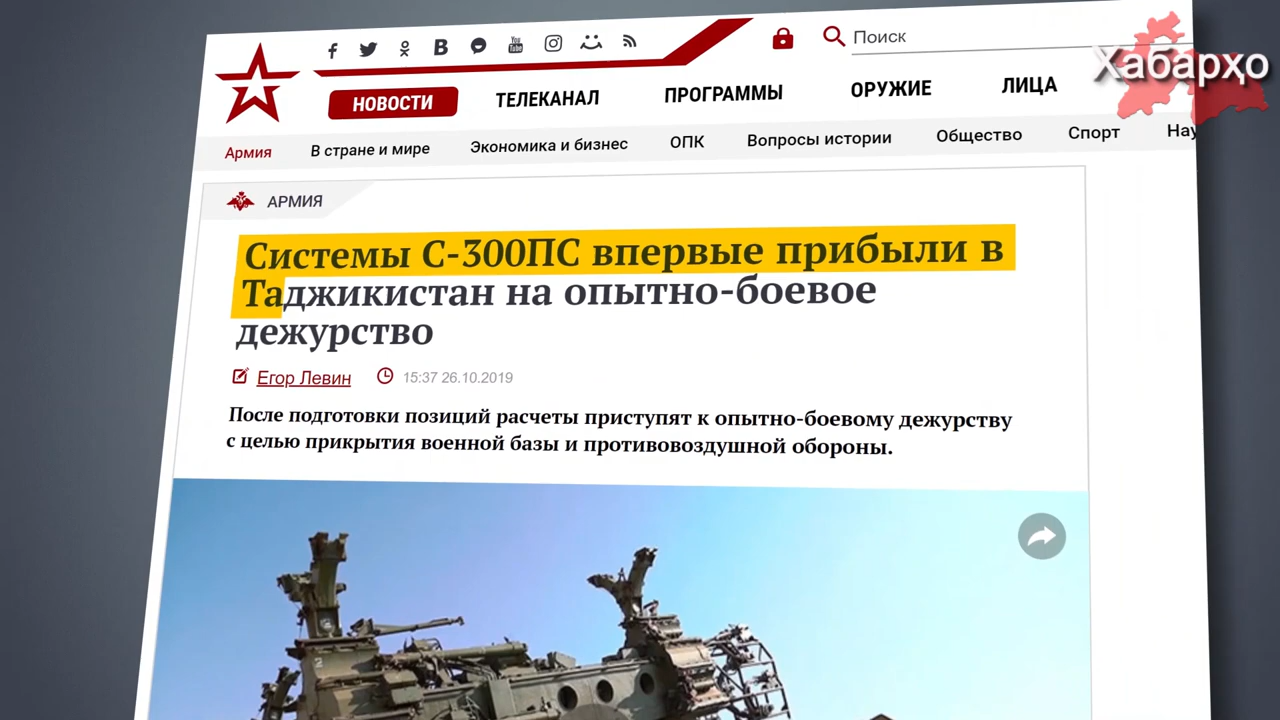 Поиск
Хабарҳо
НОВОСТИ ТЕЛЕКАНАЛ ПРОГРАММЫ ОРУЖИЕ ЛИЦА
Армия В стране и мире Экономика и бизнес ОПК Вопросы истории Общество Спорт Нау
АРМИЯ
Системы С-300ПС впервые прибыли в
Таджикистан на опытно-боевое
дежурство
Егор Левин 15:37 26.10.2019
После подготовки позиций расчеты приступят к опытно-боевому дежурству
с целью прикрытия военной базы и противовоздушной обороны.